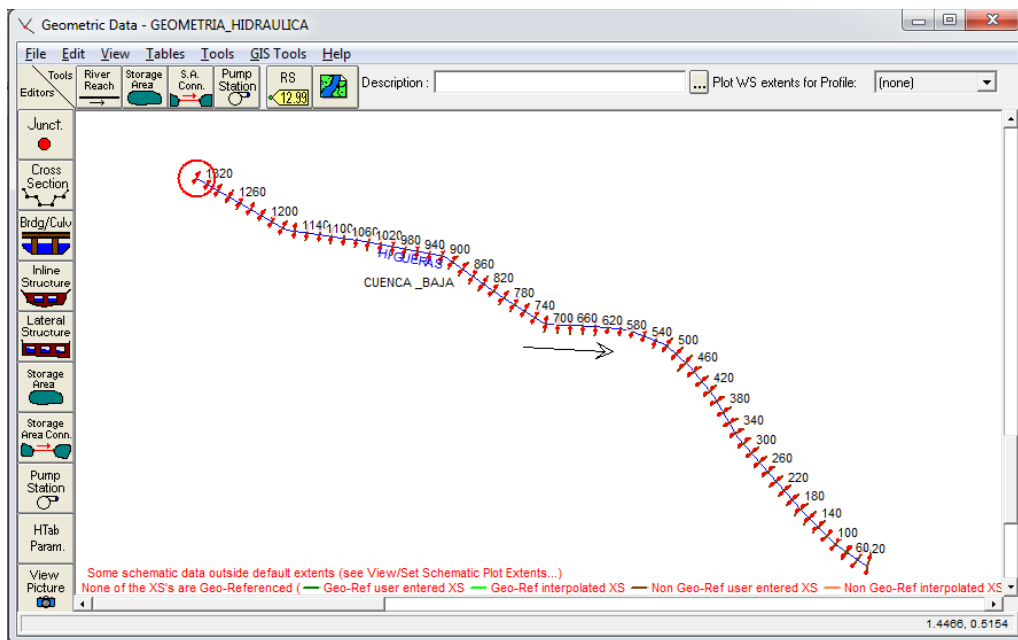 Geometric Data - GEOMETRIA_HIDRAULICA
File Edit View Tables Tools GIS Tools Help
Tools
Editors
River
Reach
Storage
Area
S.A.
Conn.
Pump
Station
RS
12.99
Description :
...
Plot WS extents for Profile:
(none)
Junct.
Cross
Section
Brdg/Culv
Inline
Structure
Lateral
Structure
Storage
Area
Storage
Area Conn.
Pump
Station
HTab
Param.
View
Picture
1320
1260
1200
1140 1100 1060 1020 980 940 900
HIGUERAS
CUENCA _BAJA
860
820
780
740
700 660 620 580 540 500
460
420
380
340
300
260
220
180
140
100
60 20
Some schematic data outside default extents (see View/Set Schematic Plot Extents...)
None of the XS's are Geo-Referenced ( Geo-Ref user entered XS Geo-Ref interpolated XS Non Geo-Ref user entered XS Non Geo-Ref interpolated XS
1.4466, 0.5154